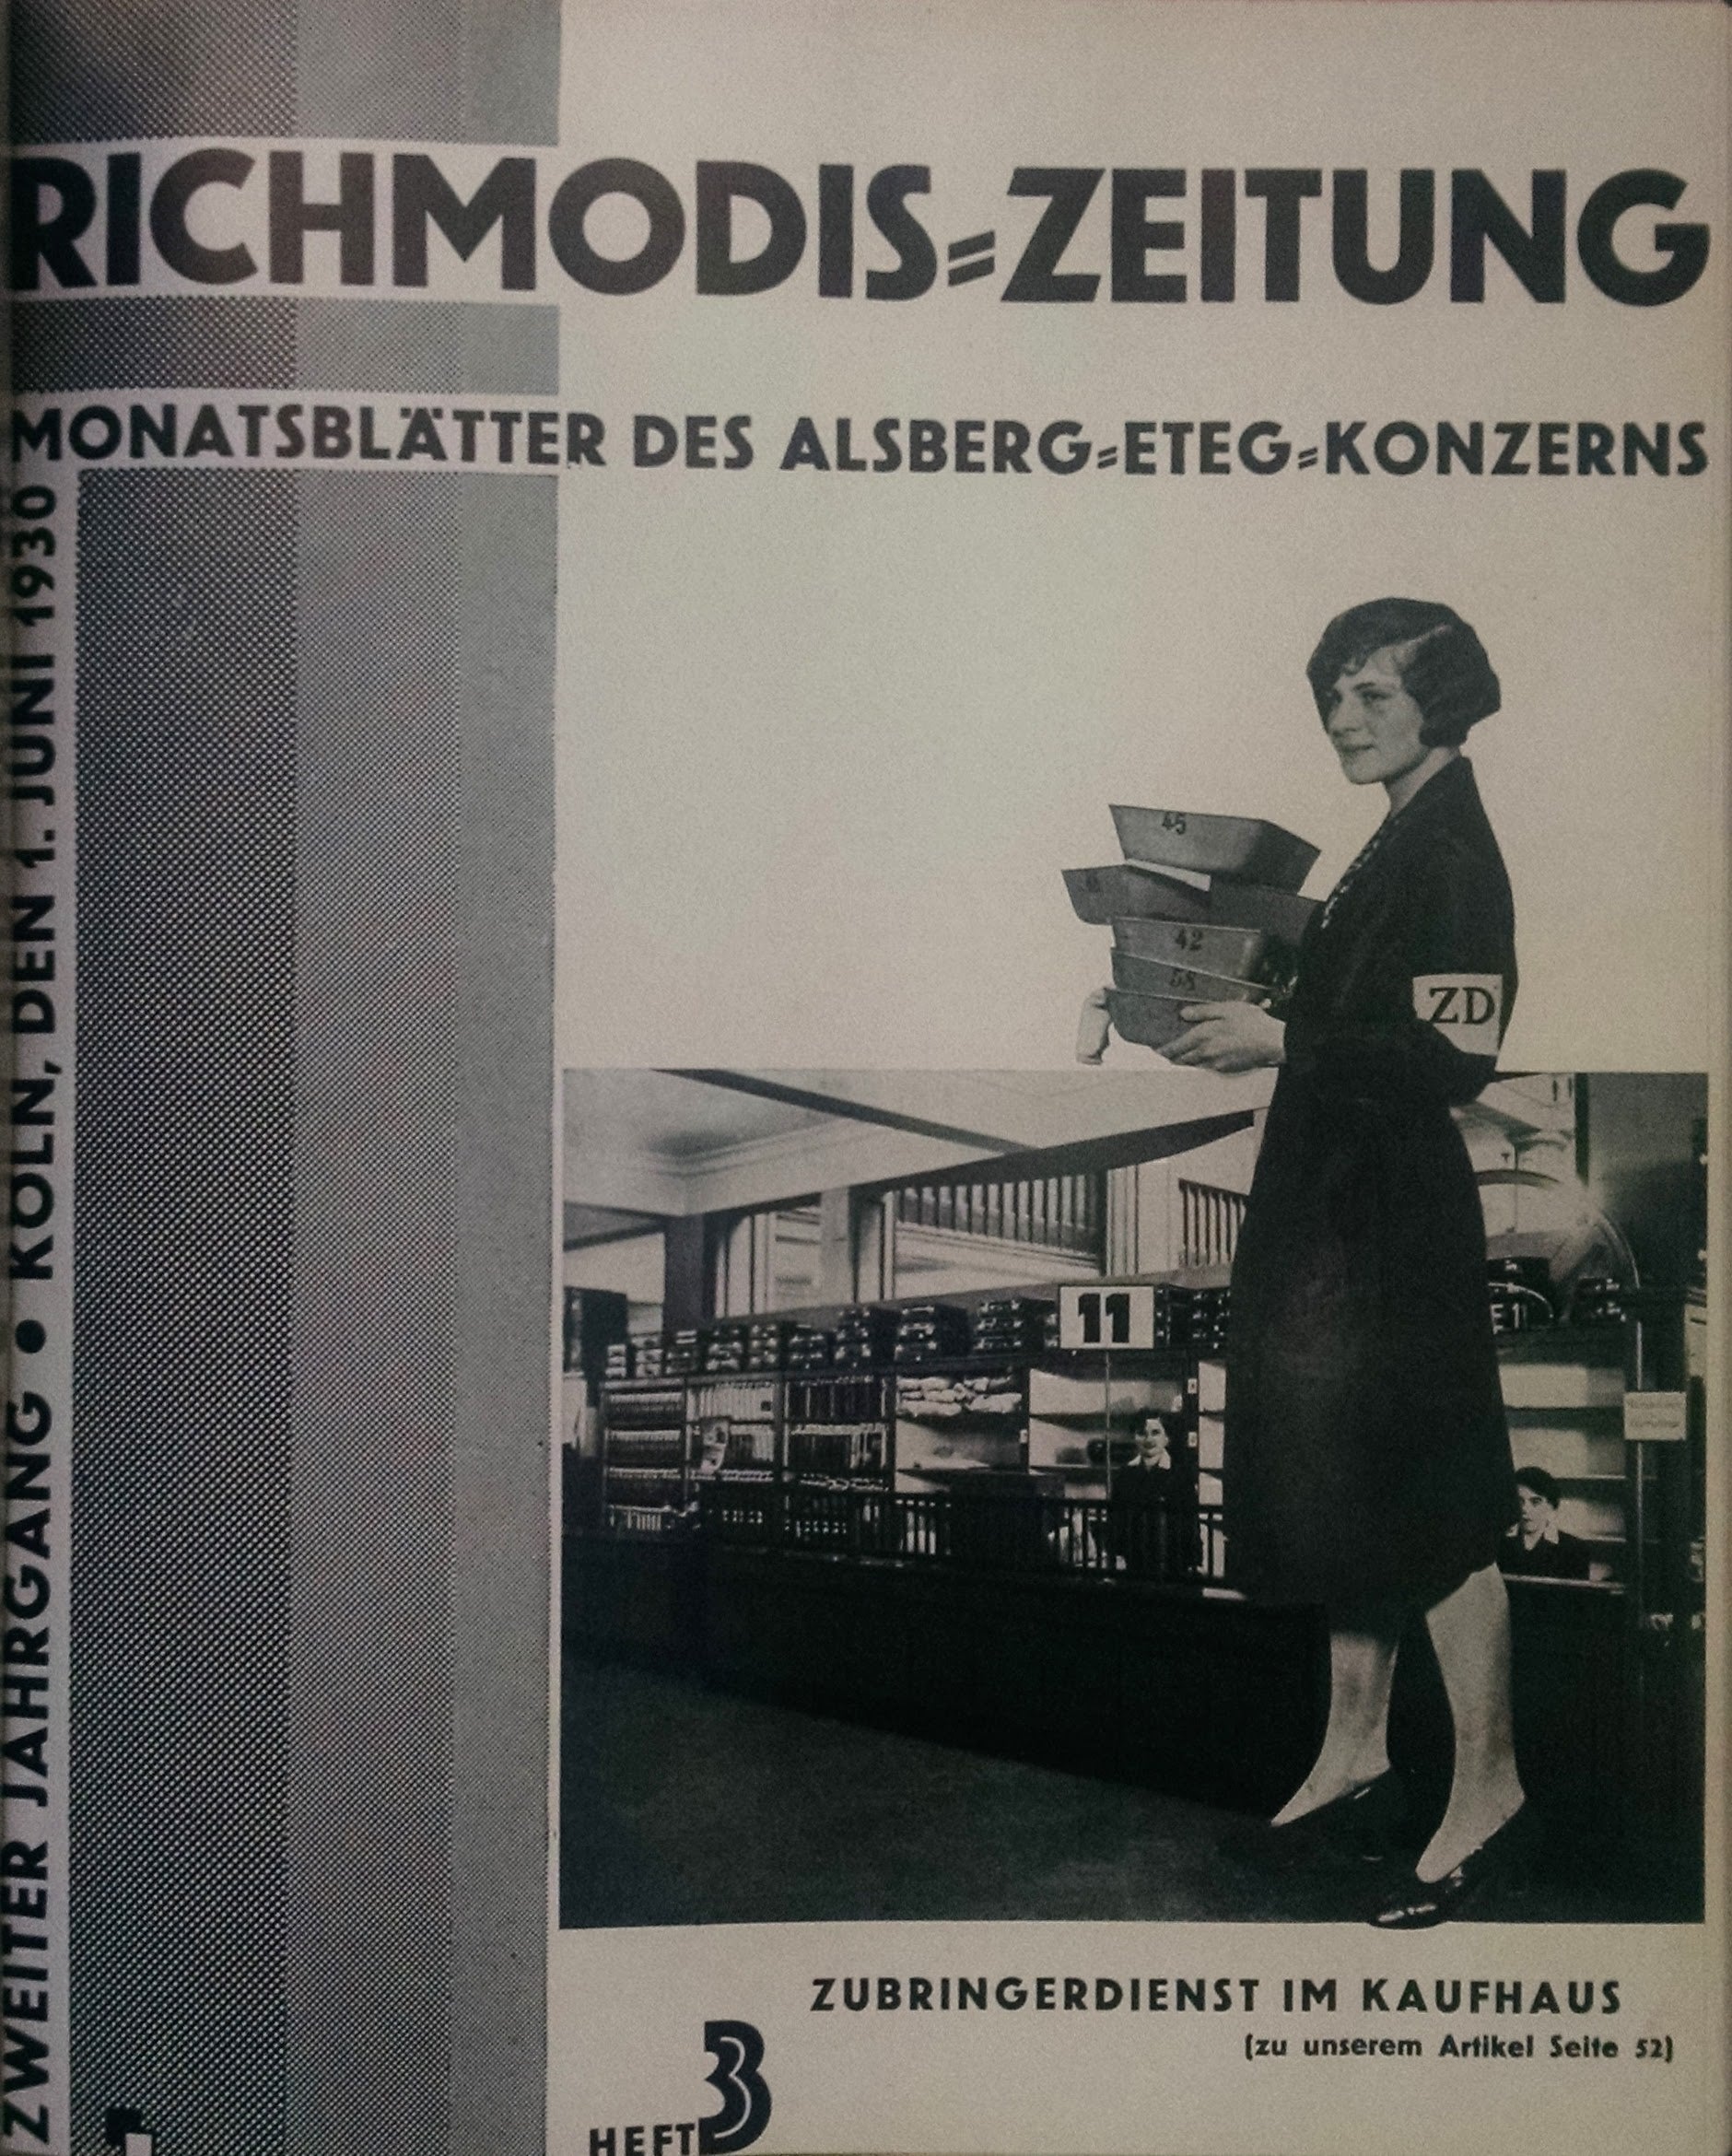 RICHMODIS=ZEITUNG
MONATSBLÄTTER DES ALSBERG=ETEG=KONZERNS
ZWEITER JAHRGANG ● KÖLN, DEN 1. JUNI 1930
45
42
58
ZD
11
ZUBRINGERDIENST IM KAUFHAUS
(zu unserem Artikel Seite 52)
HEFT 3